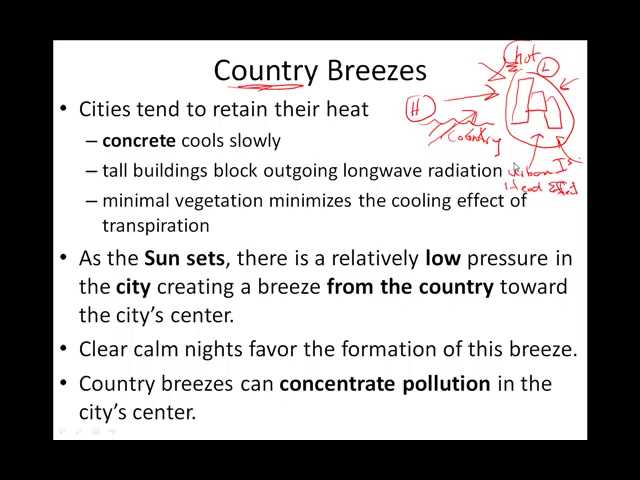 Country Breezes
• Cities tend to retain their heat
– concrete cools slowly
– tall buildings block outgoing longwave radiation
– minimal vegetation minimizes the cooling effect of
transpiration
• As the Sun sets, there is a relatively low pressure in
the city creating a breeze from the country toward
the city's center.
• Clear calm nights favor the formation of this breeze.
• Country breezes can concentrate pollution in the
city's center.
hot
L
H
Country